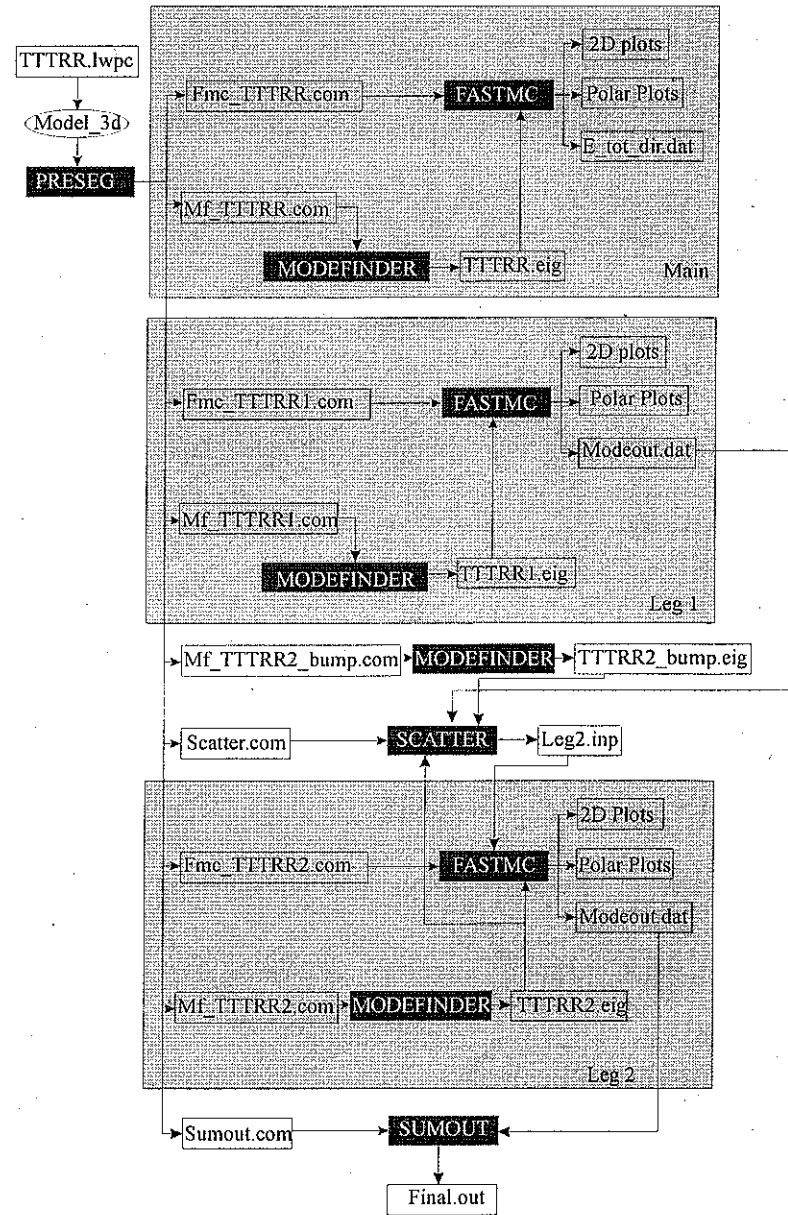 TTTRR.lwpc
Model_3d
PRESEG
Fmc_TTTRR.com
FASTMC
2D plots
Polar Plots
E_tot_dir.dat
Mf_TTTRR.com
MODEFINDER
TTTRR.eig
Main
Fmc_TTTRR1.com
FASTMC
2D plots
Polar Plots
Modeout.dat
Mf_TTTRR1.com
MODEFINDER
TTTRR1.eig
Leg 1
Mf_TTTRR2_bump.com
MODEFINDER
TTTRR2_bump.eig
Scatter.com
SCATTER
Leg2.inp
Fmc_TTTRR2.com
FASTMC
2D Plots
Polar Plots
Modeout.dat
Mf_TTTRR2.com
MODEFINDER
TTTRR2.eig
Leg 2
Sumout.com
SUMOUT
Final.out